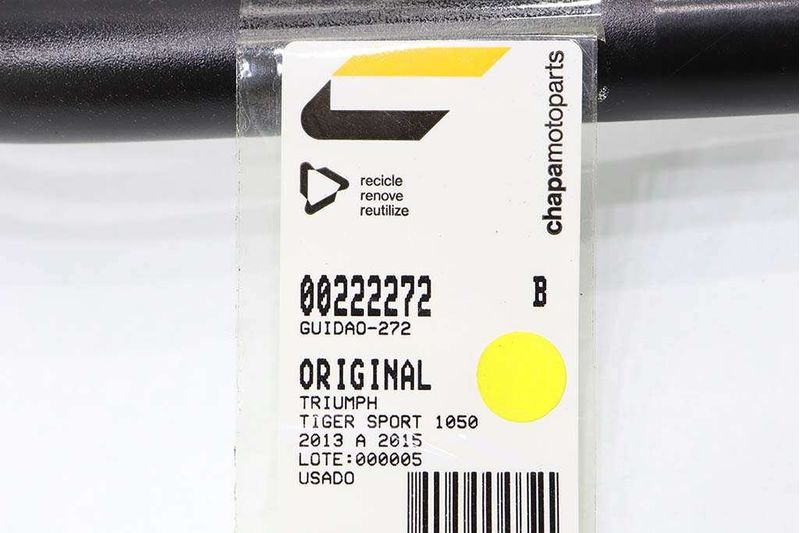 chapamotoparts
recicle
renove
reutilize
00222272 B
GUIDAO-272
ORIGINAL
TRIUMPH
TIGER SPORT 1050
2013 A 2015
LOTE:000005
USADO